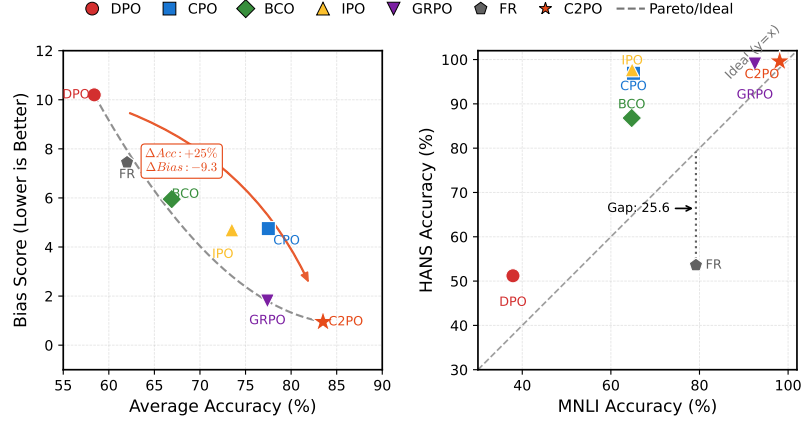 DPO CPO BCO IPO GRPO FR C2PO Pareto/Ideal
12
10
8
6
4
2
0
Bias Score (Lower is Better)
DPO
ΔAcc: +25%
ΔBias: −9.3
FR
BCO
IPO
CPO
GRPO
C2PO
55 60 65 70 75 80 85 90
Average Accuracy (%)
100
90
80
70
60
50
40
30
HANS Accuracy (%)
Ideal (y=x)
IPO
CPO
BCO
C2PO
GRPO
Gap: 25.6
FR
DPO
40 60 80 100
MNLI Accuracy (%)